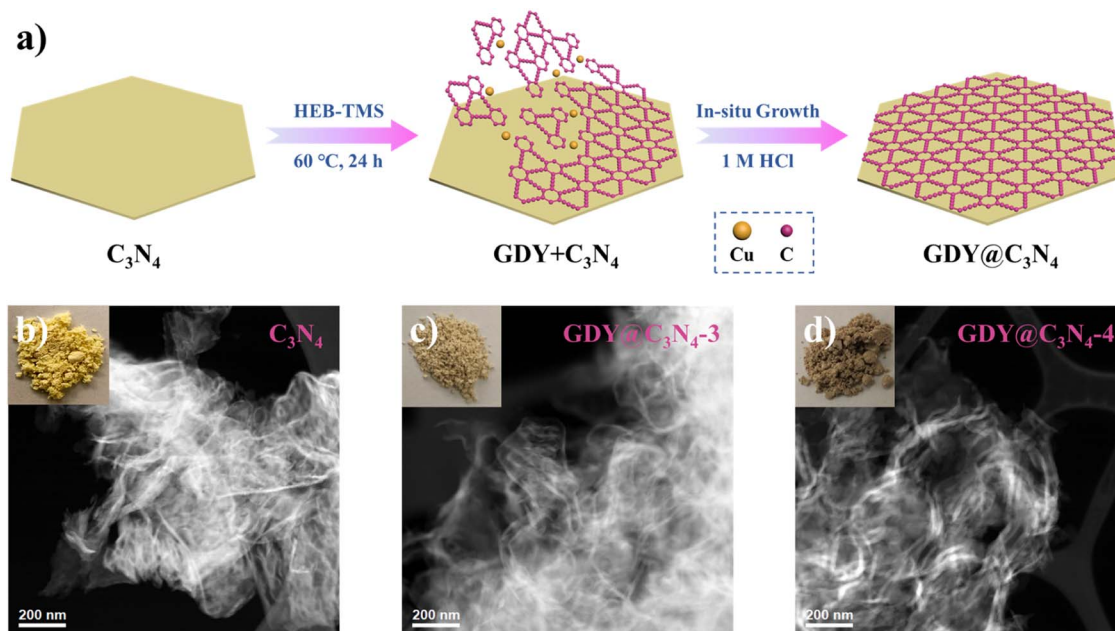 a)
HEB-TMS
60 °C, 24 h
In-situ Growth
1 M HCl
C₃N₄
GDY+C₃N₄
Cu
C
GDY@C₃N₄
b)
C₃N₄
200 nm
c)
GDY@C₃N₄-3
200 nm
d)
GDY@C₃N₄-4
200 nm